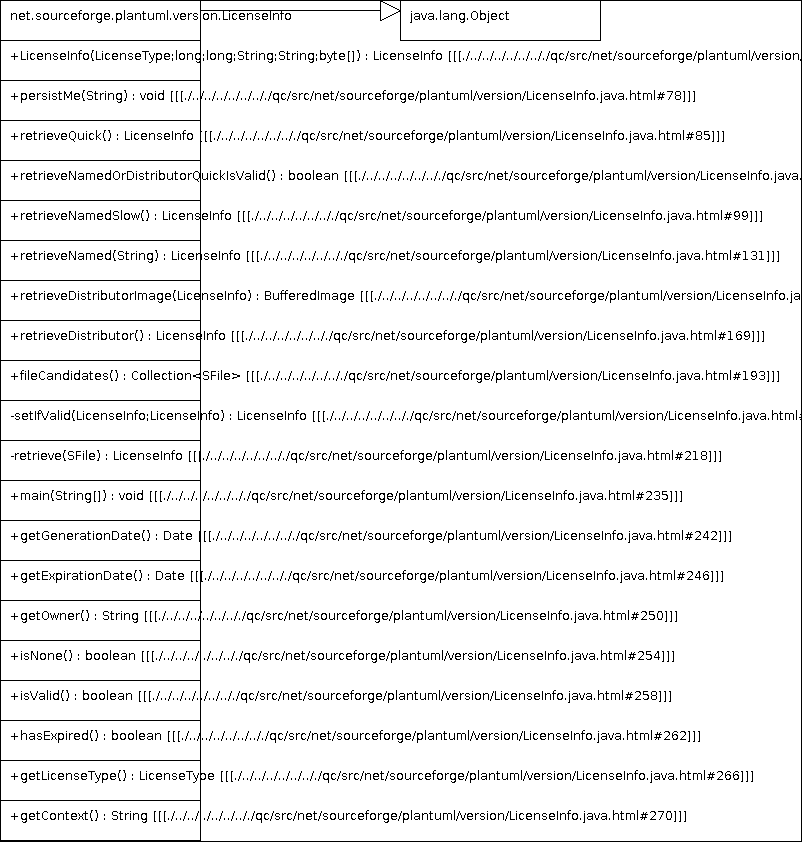 net.sourceforge.plantuml.version.LicenseInfo
java.lang.Object
+LicenseInfo(LicenseType;long;long;String;String;byte[]) : LicenseInfo [[[./../../../../../../../qc/src/net/sourceforge/plantuml/version
+persistMe(String) : void [[[./../../../../../../../qc/src/net/sourceforge/plantuml/version/LicenseInfo.java.html#78]]]
+retrieveQuick() : LicenseInfo [[[./../../../../../../../qc/src/net/sourceforge/plantuml/version/LicenseInfo.java.html#85]]]
+retrieveNamedOrDistributorQuickIsValid() : boolean [[[./../../../../../../../qc/src/net/sourceforge/plantuml/version/LicenseInfo.java.
+retrieveNamedSlow() : LicenseInfo [[[./../../../../../../../qc/src/net/sourceforge/plantuml/version/LicenseInfo.java.html#99]]]
+retrieveNamed(String) : LicenseInfo [[[./../../../../../../../qc/src/net/sourceforge/plantuml/version/LicenseInfo.java.html#131]]]
+retrieveDistributorImage(LicenseInfo) : BufferedImage [[[./../../../../../../../qc/src/net/sourceforge/plantuml/version/LicenseInfo.ja
+retrieveDistributor() : LicenseInfo [[[./../../../../../../../qc/src/net/sourceforge/plantuml/version/LicenseInfo.java.html#169]]]
+fileCandidates() : Collection<SFile> [[[./../../../../../../../qc/src/net/sourceforge/plantuml/version/LicenseInfo.java.html#193]]]
-setIfValid(LicenseInfo;LicenseInfo) : LicenseInfo [[[./../../../../../../../qc/src/net/sourceforge/plantuml/version/LicenseInfo.java.html#
-retrieve(SFile) : LicenseInfo [[[./../../../../../../../qc/src/net/sourceforge/plantuml/version/LicenseInfo.java.html#218]]]
+main(String[]) : void [[[./../../../../../../../qc/src/net/sourceforge/plantuml/version/LicenseInfo.java.html#235]]]
+getGenerationDate() : Date [[[./../../../../../../../qc/src/net/sourceforge/plantuml/version/LicenseInfo.java.html#242]]]
+getExpirationDate() : Date [[[./../../../../../../../qc/src/net/sourceforge/plantuml/version/LicenseInfo.java.html#246]]]
+getOwner() : String [[[./../../../../../../../qc/src/net/sourceforge/plantuml/version/LicenseInfo.java.html#250]]]
+isNone() : boolean [[[./../../../../../../../qc/src/net/sourceforge/plantuml/version/LicenseInfo.java.html#254]]]
+isValid() : boolean [[[./../../../../../../../qc/src/net/sourceforge/plantuml/version/LicenseInfo.java.html#258]]]
+hasExpired() : boolean [[[./../../../../../../../qc/src/net/sourceforge/plantuml/version/LicenseInfo.java.html#262]]]
+getLicenseType() : LicenseType [[[./../../../../../../../qc/src/net/sourceforge/plantuml/version/LicenseInfo.java.html#266]]]
+getContext() : String [[[./../../../../../../../qc/src/net/sourceforge/plantuml/version/LicenseInfo.java.html#270]]]